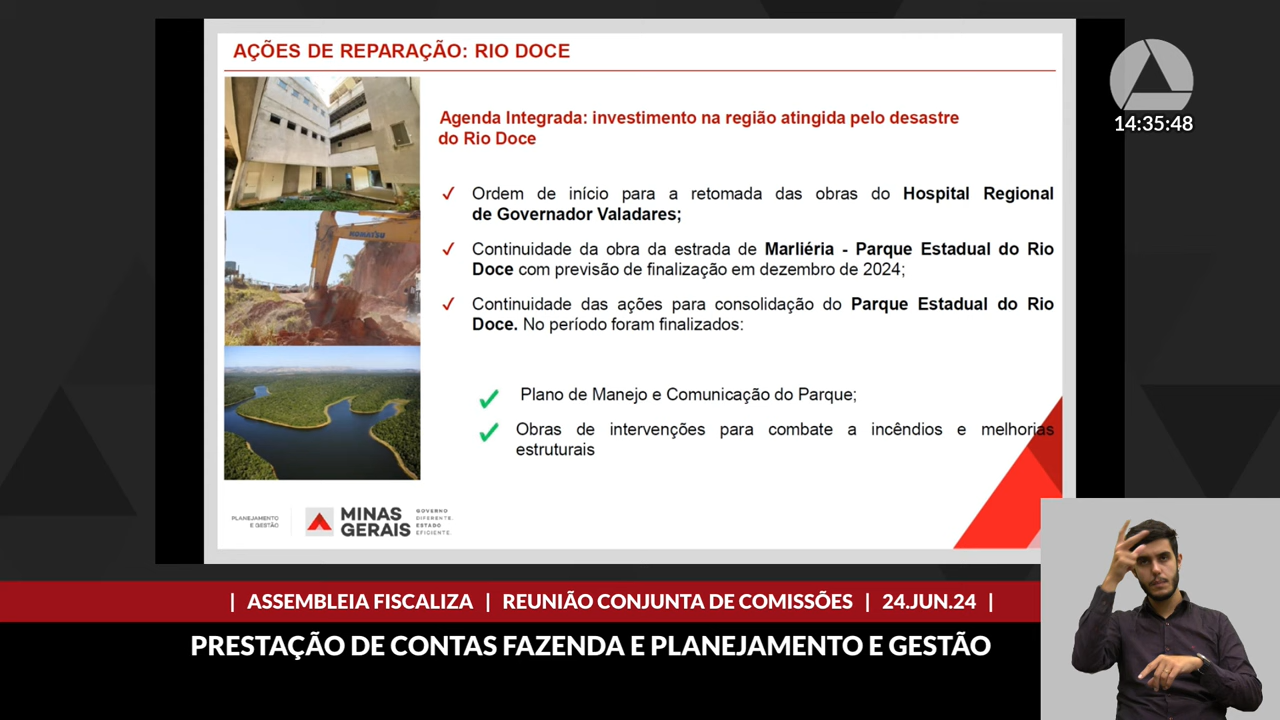 AÇÕES DE REPARAÇÃO: RIO DOCE
14:35:48
Agenda Integrada: investimento na região atingida pelo desastre
do Rio Doce
✓ Ordem de início para a retomada das obras do Hospital Regional
de Governador Valadares;
✓ Continuidade da obra da estrada de Marliéria - Parque Estadual do Rio
Doce com previsão de finalização em dezembro de 2024;
✓ Continuidade das ações para consolidação do Parque Estadual do Rio
Doce. No período foram finalizados:
✓ Plano de Manejo e Comunicação do Parque;
✓ Obras de intervenções para combate a incêndios e melhorias
estruturais
KOMATSU
PLANEJAMENTO
E GESTÃO
MINAS
GERAIS
GOVERNO
DIFERENTE.
ESTADO
EFICIENTE.
| ASSEMBLEIA FISCALIZA | REUNIÃO CONJUNTA DE COMISSÕES | 24.JUN.24 |
PRESTAÇÃO DE CONTAS FAZENDA E PLANEJAMENTO E GESTÃO